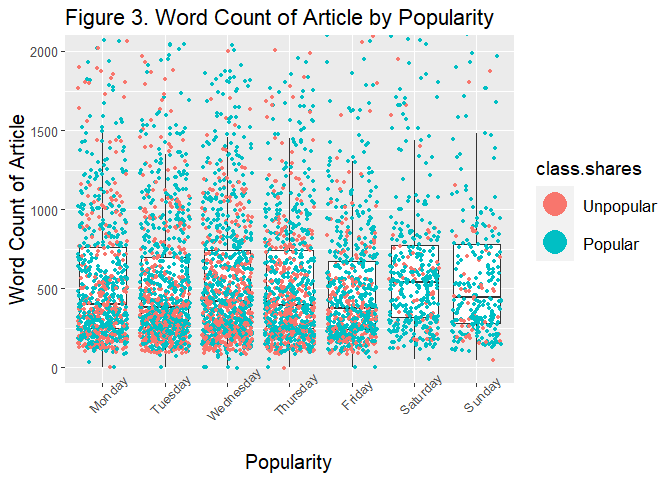 Figure 3. Word Count of Article by Popularity
Word Count of Article
2000
1500
1000
500
0
Monday
Tuesday
Wednesday
Thursday
Friday
Saturday
Sunday
Popularity
class.shares
Unpopular
Popular